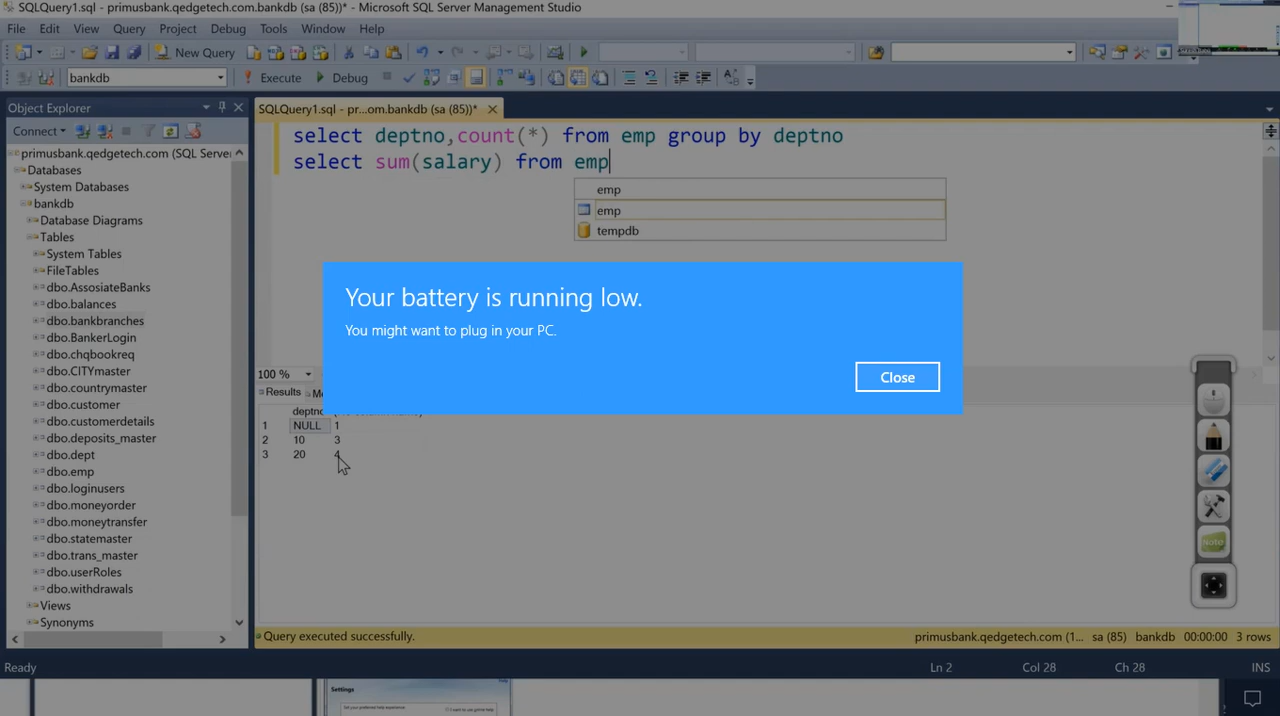 SQLQuery1.sql - primusbank.qedgetech.com.bankdb (sa (85))* - Microsoft SQL Server Management Studio
File Edit View Query Project Debug Tools Window Help
New Query
bankdb Execute Debug
Object Explorer
SQLQuery1.sql - pr...om.bankdb (sa (85))*
Connect
primusbank.qedgetech.com (SQL Serve
Databases
System Databases
bankdb
Database Diagrams
Tables
System Tables
FileTables
dbo.AssosiateBanks
dbo.balances
dbo.bankbranches
dbo.BankerLogin
dbo.chqbookreq
dbo.CITYmaster
dbo.countrymaster
dbo.customer
dbo.customerdetails
dbo.deposits_master
dbo.dept
dbo.emp
dbo.loginusers
dbo.moneyorder
dbo.moneytransfer
dbo.statemaster
dbo.trans_master
dbo.userRoles
dbo.withdrawals
Views
Synonyms
select deptno,count(*) from emp group by deptno
select sum(salary) from emp
emp
emp
tempdb
Your battery is running low.
You might want to plug in your PC.
Close
100 %
Results
deptno
1 NULL 1
2 10 3
3 20 4
Note
Query executed successfully.
primusbank.qedgetech.com (1... sa (85) bankdb 00:00:00 3 rows
Ready Ln 2 Col 28 Ch 28 INS
Settings